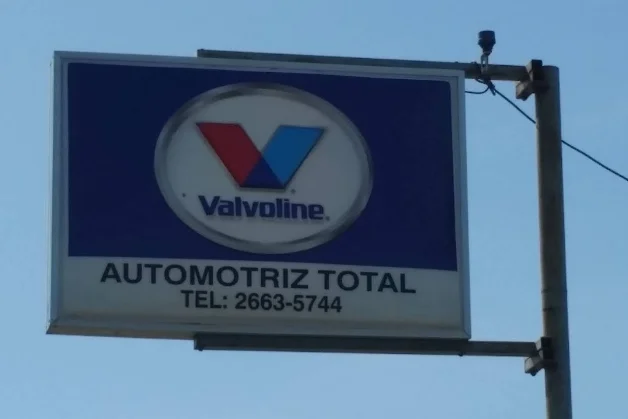 Valvoline
AUTOMOTRIZ TOTAL
TEL: 2663-5744